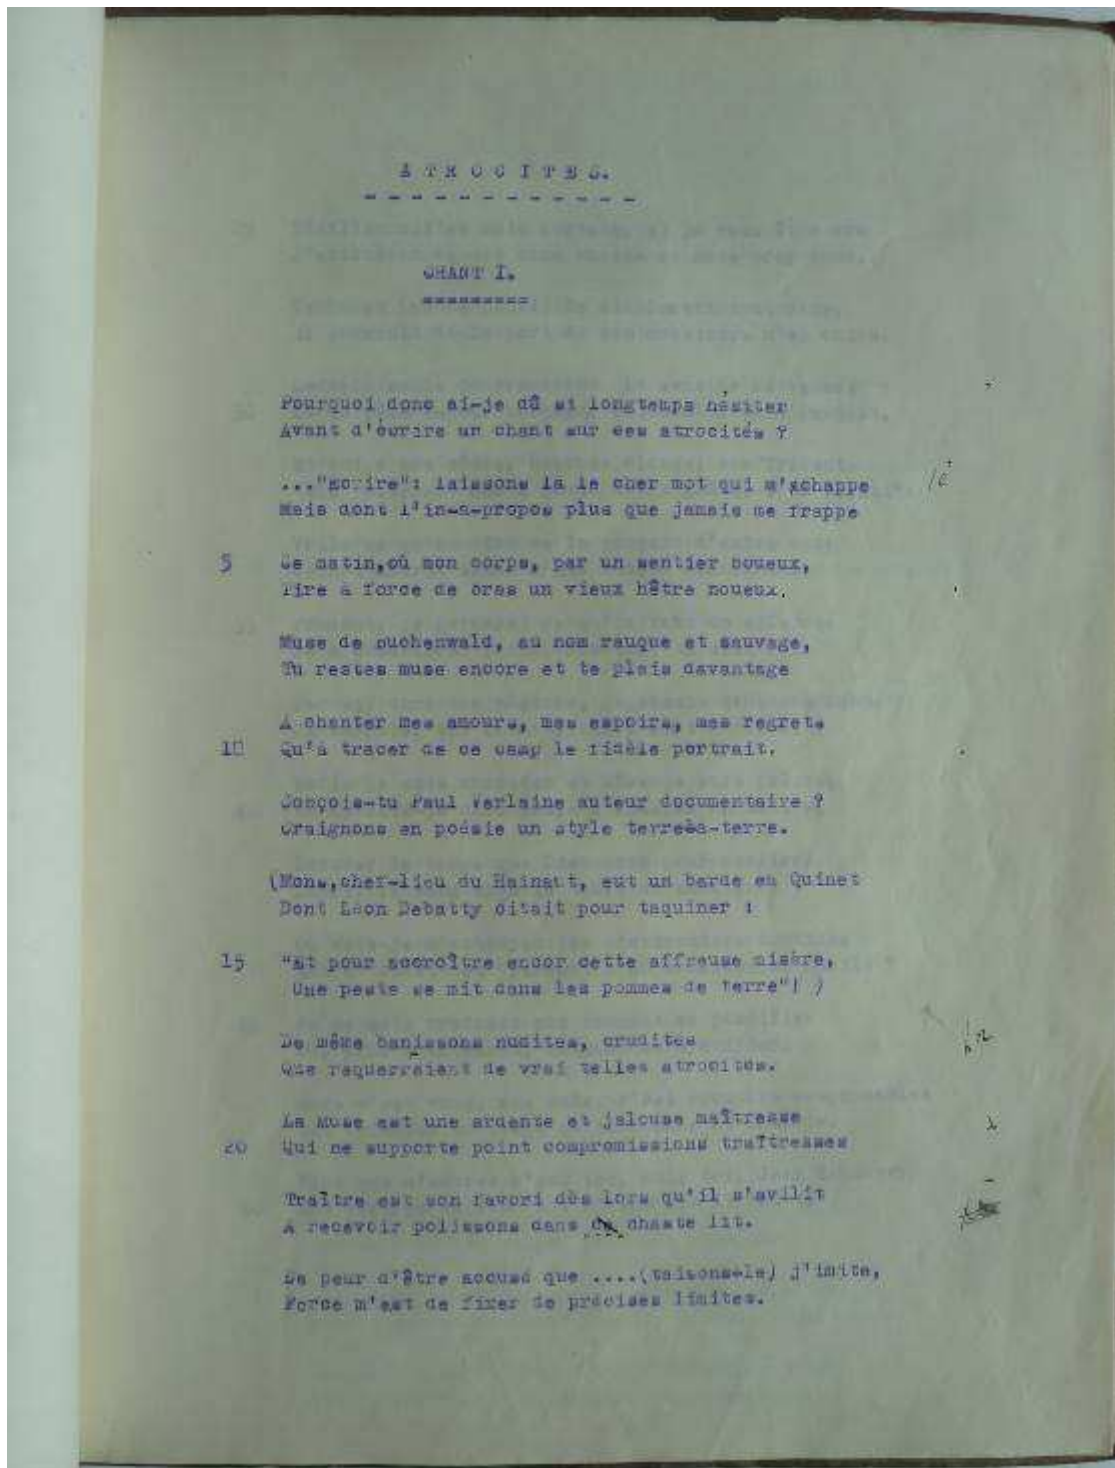 ATROCITES.
CHANT I.
Pourquoi donc ai-je dû si longtemps hésiter
Avant d'écrire un chant sur ces atrocités ?
..."Ecrire": laissons là le cher mot qui m'échappe
Mais dont l'in-à-propos plus que jamais me frappe
5 Ce matin,où mon corps, par un sentier boueux,
Tire à force de bras un vieux hêtre noueux.
Muse de Buchenwald, au nom rauque et sauvage,
Tu restes muse encore et te plais davantage
A chanter mes amours, mes espoirs, mes regrets
10 Qu'à tracer de ce camp le fidèle portrait.
Conçois-tu Paul Verlaine auteur documentaire ?
Craignons en poésie un style terre-à-terre.
(Mons,chef-lieu du Hainaut, eut un barde en Quinet
Dont Léon Debatty citait pour taquiner :
15 "Et pour accroître encor cette affreuse misère,
Une peste se mit dans les pommes de terre"! )
De même banissons nudités, crudités
Que requerraient de vrai telles atrocités.
La Muse est une ardente et jalouse maîtresse
20 Qui ne supporte point compromissions traîtresses
Traître est son favori dès lors qu'il s'avilit
A recevoir polissons dans chaste lit.
De peur d'être accusé que ....(taisons-le) j'imite,
Force m'est de fixer de précises limites.